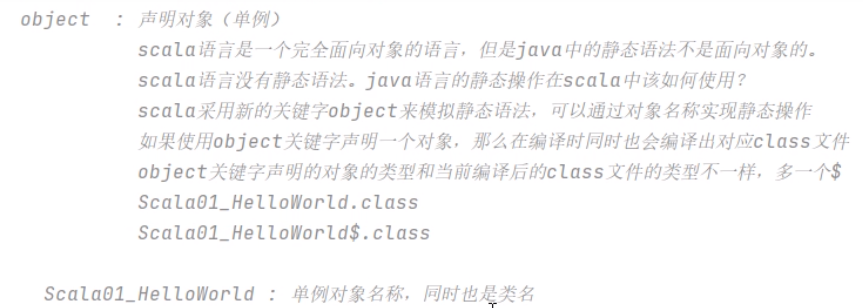 object : 声明对象（单例）
scala语言是一个完全面向对象的语言，但是java中的静态语法不是面向对象的。
scala语言没有静态语法。java语言的静态操作在scala中该如何使用？
scala采用新的关键字object来模拟静态语法，可以通过对象名称实现静态操作
如果使用object关键字声明一个对象，那么在编译时同时也会编译出对应class文件
object关键字声明的对象的类型和当前编译后的class文件的类型不一样，多一个$
Scala01_HelloWorld.class
Scala01_HelloWorld$.class
Scala01_HelloWorld : 单例对象名称，同时也是类名